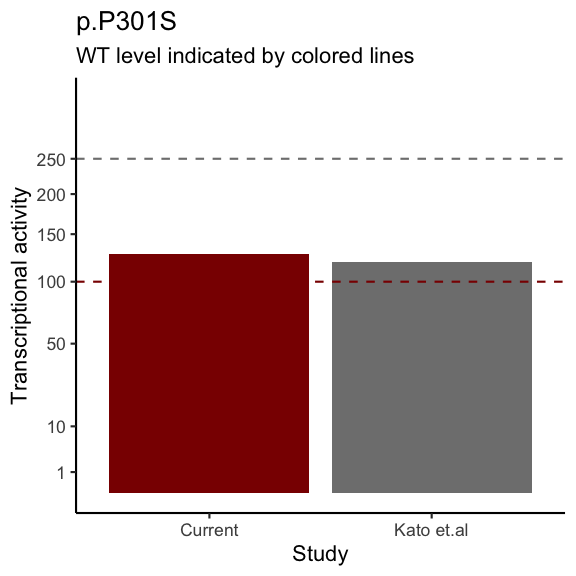 p.P301S
WT level indicated by colored lines
Transcriptional activity
250
200
150
100
50
10
1
Current
Kato et.al
Study